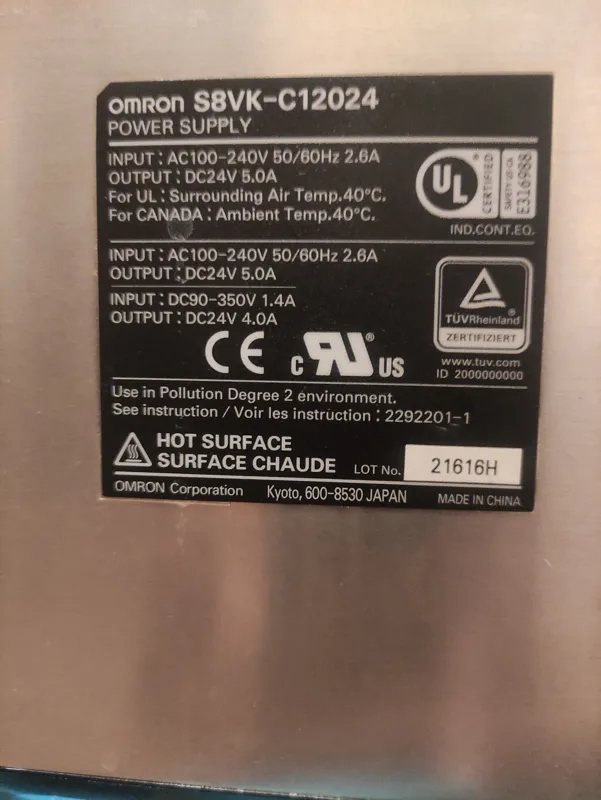 omron S8VK-C12024
POWER SUPPLY
INPUT : AC100-240V 50/60Hz 2.6A
OUTPUT : DC24V 5.0A
For UL : Surrounding Air Temp.40°C.
For CANADA : Ambient Temp.40°C.
UL
CERTIFIED
SAFETY US-CA
E316988
IND.CONT.EQ.
INPUT : AC100-240V 50/60Hz 2.6A
OUTPUT : DC24V 5.0A
INPUT : DC90-350V 1.4A
OUTPUT : DC24V 4.0A
TÜVRheinland
ZERTIFIZIERT
CE c RU® US
www.tuv.com
ID 2000000000
Use in Pollution Degree 2 environment.
See instruction / Voir les instruction : 2292201-1
HOT SURFACE
SURFACE CHAUDE LOT No. 21616H
OMRON Corporation Kyoto, 600-8530 JAPAN MADE IN CHINA